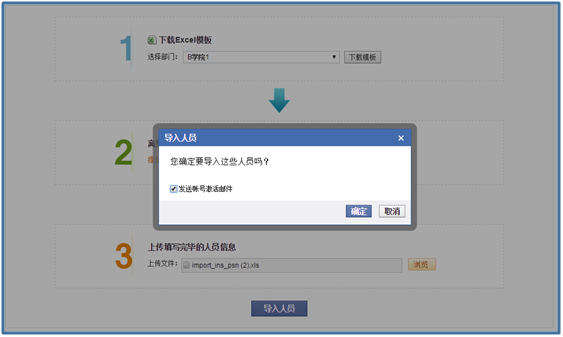 1
下载Excel模板
选择部门： B学院1 下载模板
2
导入人员
您确定要导入这些人员吗？
发送帐号激活邮件
确定 取消
3
上传填写完毕的人员信息
上传文件： import_ins_psn (2).xls 浏览
导入人员